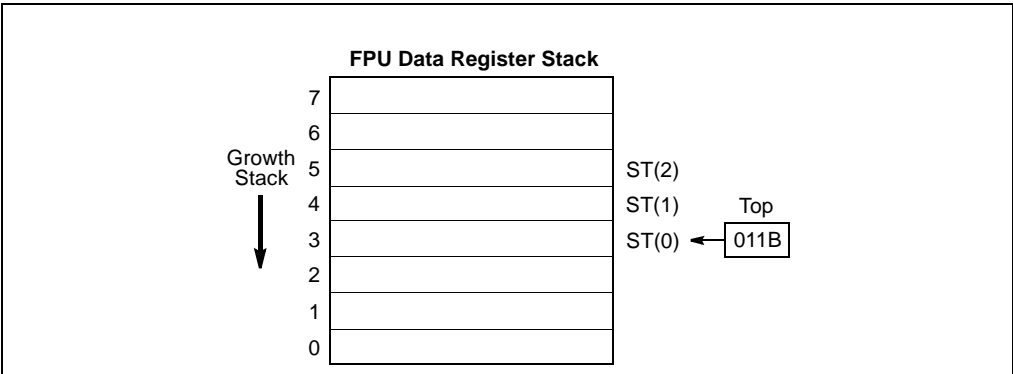 FPU Data Register Stack
7
6
Growth
Stack
5
ST(2)
4
ST(1)
Top
3
ST(0)
011B
2
1
0